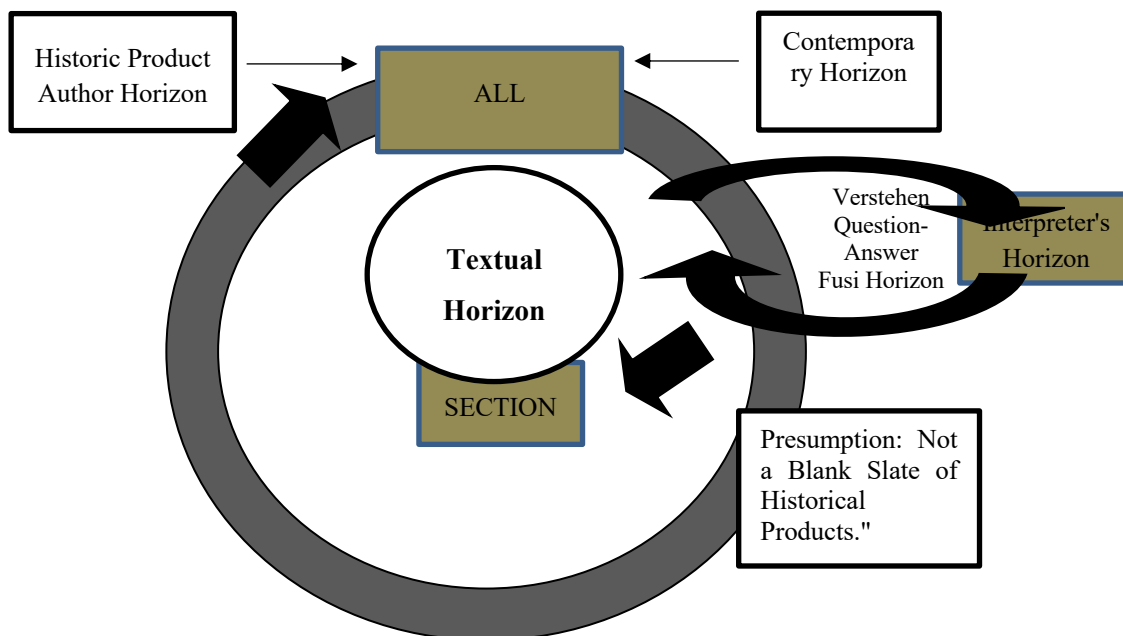 Historic Product
Author Horizon
ALL
Contempora
ry Horizon
Textual
Horizon
Verstehen
Question-
Answer
Fusi Horizon
Interpreter's
Horizon
SECTION
Presumption: Not
a Blank Slate of
Historical
Products."